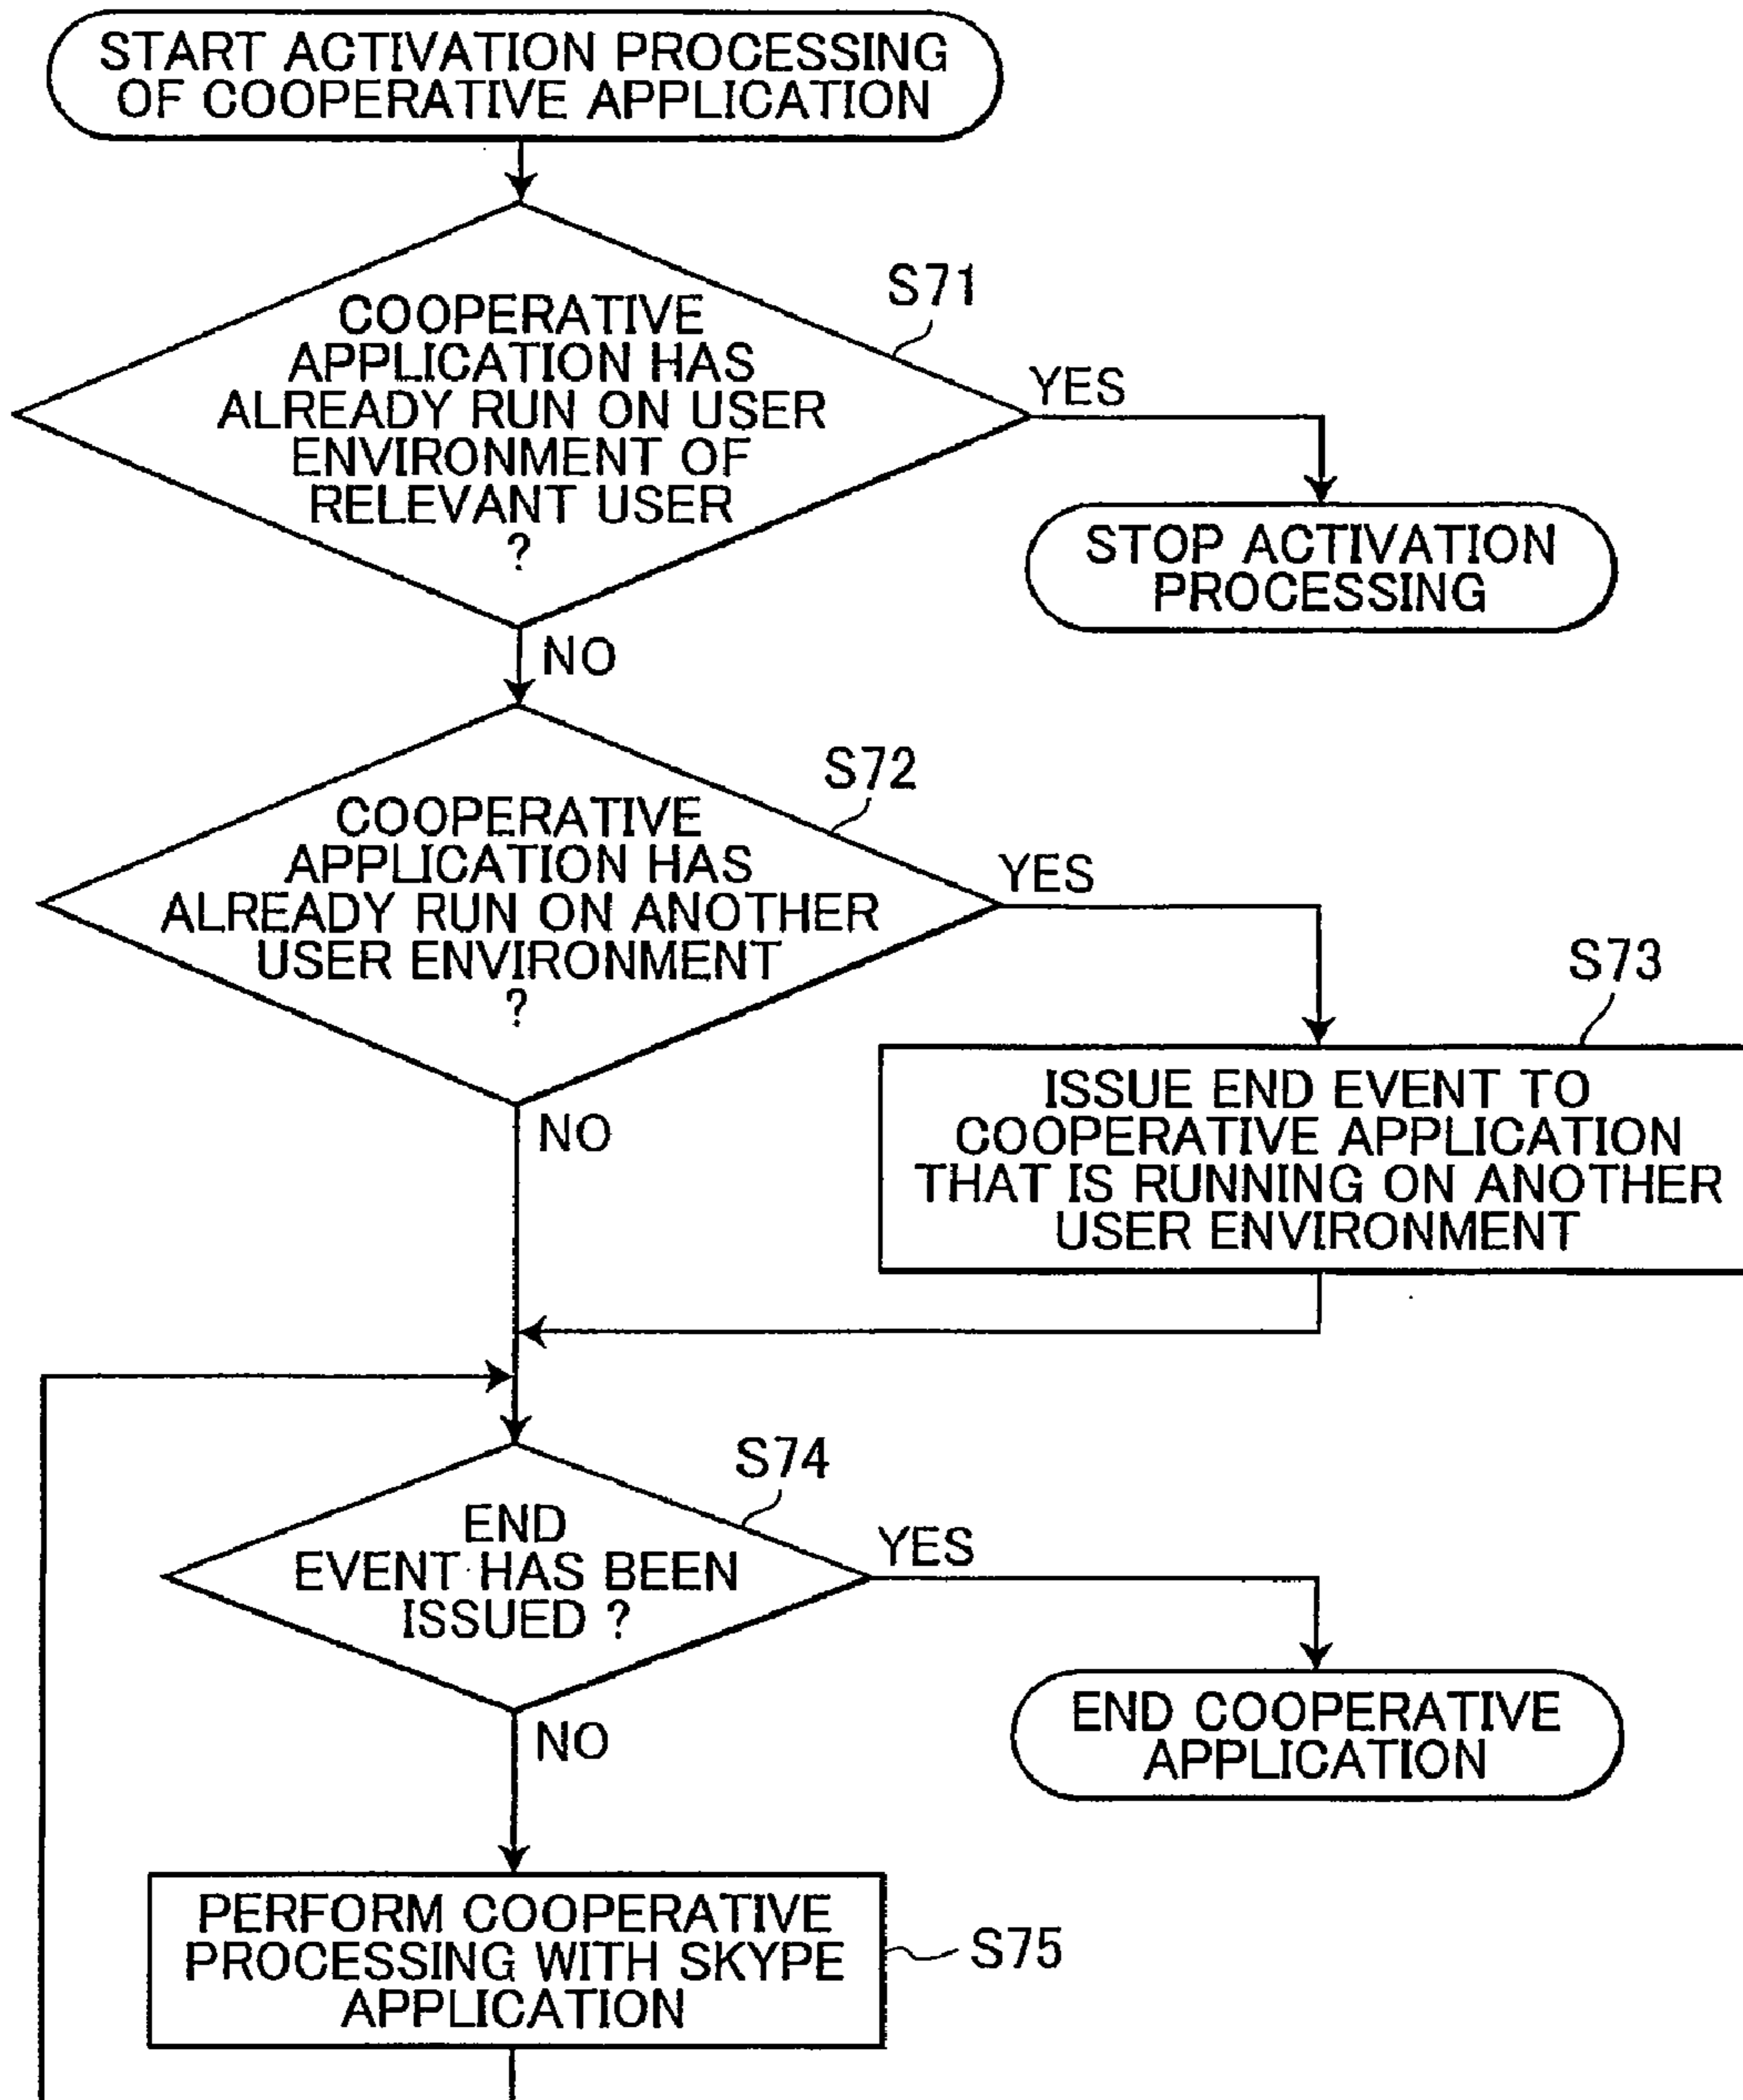 START ACTIVATION PROCESSING
OF COOPERATIVE APPLICATION
S71
COOPERATIVE
APPLICATION HAS
ALREADY RUN ON USER
ENVIRONMENT OF
RELEVANT USER
?
YES
STOP ACTIVATION
PROCESSING
NO
S72
COOPERATIVE
APPLICATION HAS
ALREADY RUN ON ANOTHER
USER ENVIRONMENT
?
YES
S73
ISSUE END EVENT TO
COOPERATIVE APPLICATION
THAT IS RUNNING ON ANOTHER
USER ENVIRONMENT
NO
S74
END
EVENT HAS BEEN
ISSUED ?
YES
END COOPERATIVE
APPLICATION
NO
PERFORM COOPERATIVE
PROCESSING WITH SKYPE
APPLICATION
S75